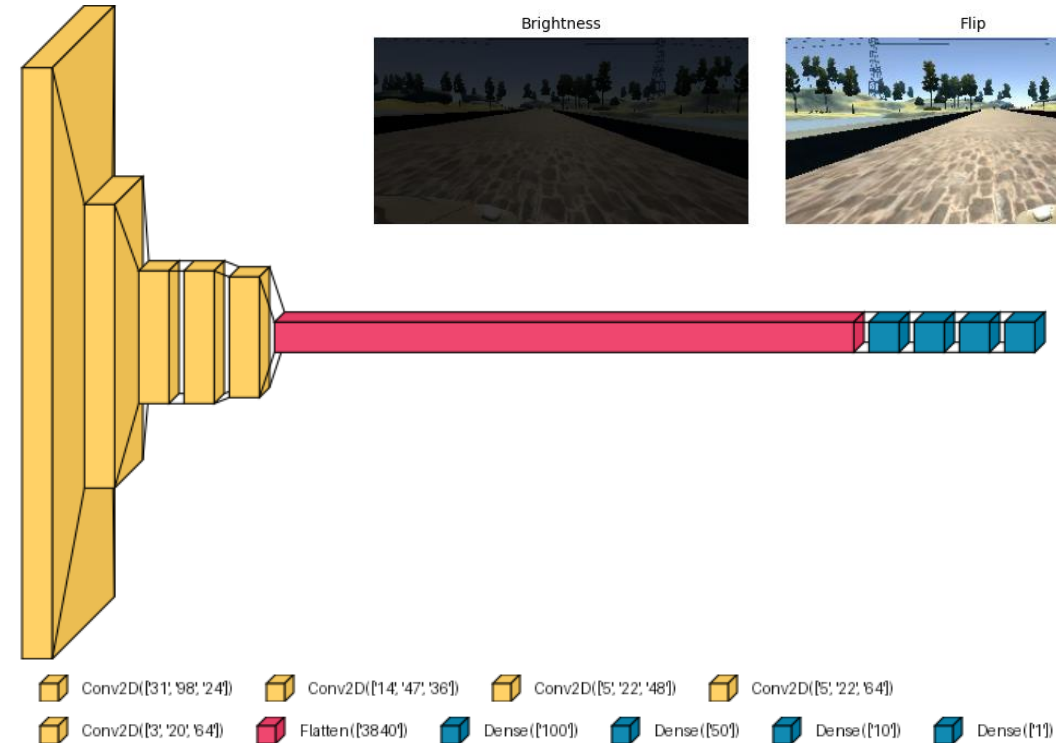 Brightness
Flip
Conv2D(['31', '98', '24'])
Conv2D(['14', '47', '36'])
Conv2D(['5', '22', '48'])
Conv2D(['5', '22', '64'])
Conv2D(['3', '20', '64'])
Flatten(['3840'])
Dense(['100'])
Dense(['50'])
Dense(['10'])
Dense(['1'])